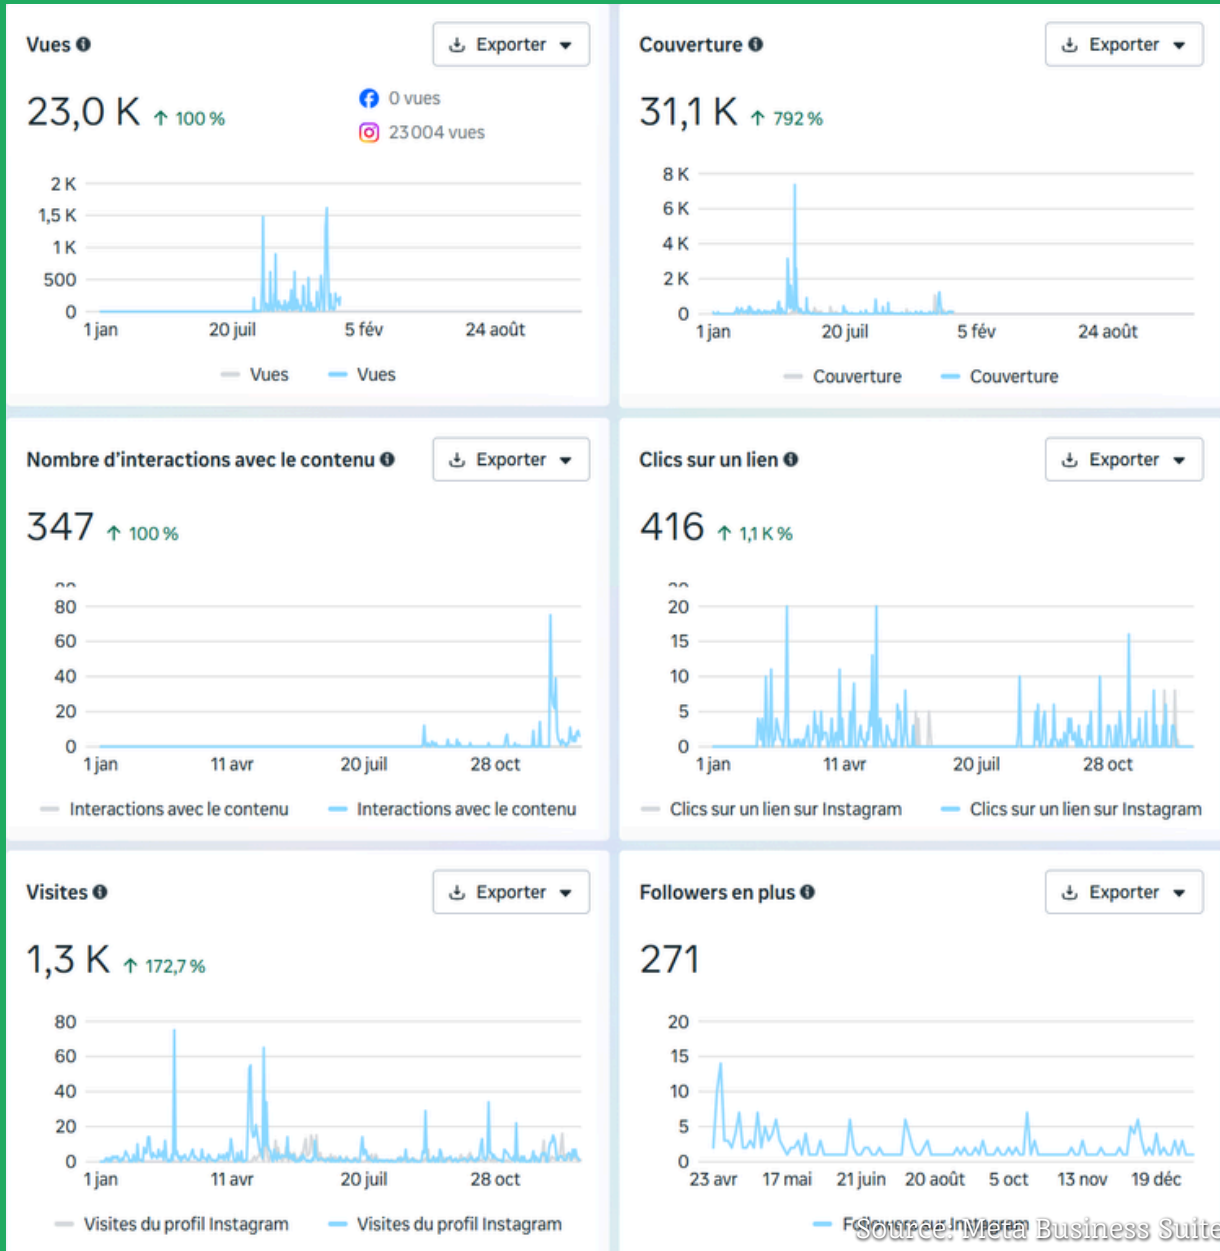 Vues
Exporter
23,0 K ↑ 100 %
0 vues
23 004 vues
2 K
1,5 K
1 K
500
0
1 jan 20 juil 5 fév 24 août
Vues Vues
Couverture
Exporter
31,1 K ↑ 792 %
8 K
6 K
4 K
2 K
0
1 jan 20 juil 5 fév 24 août
Couverture Couverture
Nombre d'interactions avec le contenu
Exporter
347 ↑ 100 %
80
60
40
20
0
1 jan 11 avr 20 juil 28 oct
Interactions avec le contenu Interactions avec le contenu
Clics sur un lien
Exporter
416 ↑ 1,1 K %
20
15
10
5
0
1 jan 11 avr 20 juil 28 oct
Clics sur un lien sur Instagram Clics sur un lien sur Instagram
Visites
Exporter
1,3 K ↑ 172,7 %
80
60
40
20
0
1 jan 11 avr 20 juil 28 oct
Visites du profil Instagram Visites du profil Instagram
Followers en plus
Exporter
271
20
15
10
5
0
23 avr 17 mai 21 juin 20 août 5 oct 13 nov 19 déc
Followers sur Instagram
Source: Meta Business Suite